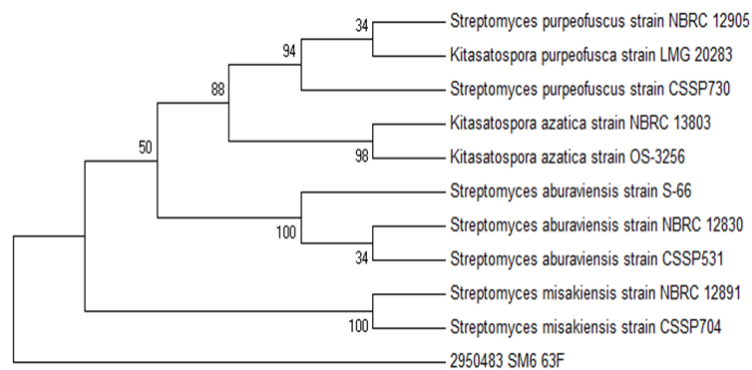 34
Streptomyces purpeofuscus strain NBRC 12905
94
Kitasatospora purpeofusca strain LMG 20283
88
Streptomyces purpeofuscus strain CSSP730
50
Kitasatospora azatica strain NBRC 13803
98
Kitasatospora azatica strain OS-3256
Streptomyces aburaviensis strain S-66
100
Streptomyces aburaviensis strain NBRC 12830
34
Streptomyces aburaviensis strain CSSP531
Streptomyces misakiensis strain NBRC 12891
100
Streptomyces misakiensis strain CSSP704
2950483 SM6 63F